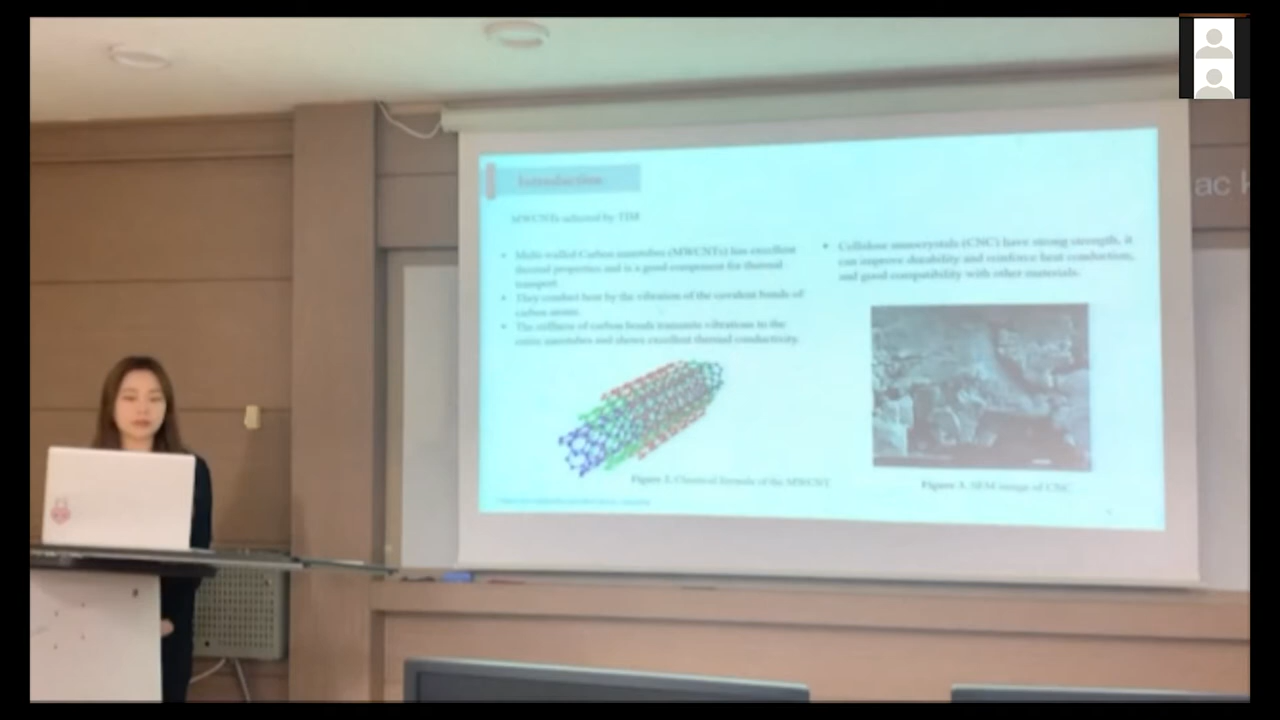 Introduction
MWCNTs selected by TIM
• Multi-walled Carbon nanotubes (MWCNTs) has excellent
thermal properties and is a good component for thermal
transport
• They conduct heat by the vibration of the covalent bonds of
carbon atoms.
• The stiffness of carbon bonds transmits vibrations to the
entire nanotubes and shows excellent thermal conductivity.
Figure 2. Chemical formula of the MWCNT
• Cellulose nanocrystals (CNC) have strong strength, it
can improve durability and reinforce heat conduction,
and good compatibility with other materials.
Figure 3. SEM image of CNC
ac